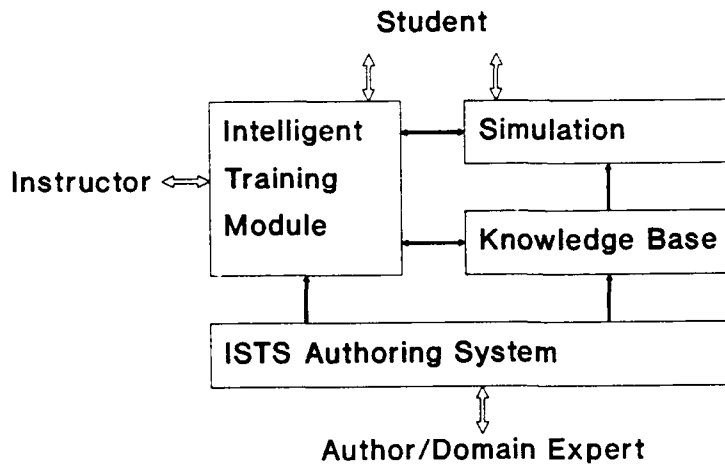 Student
Intelligent
Training
Module
Simulation
Instructor
Knowledge Base
ISTS Authoring System
Author/Domain Expert